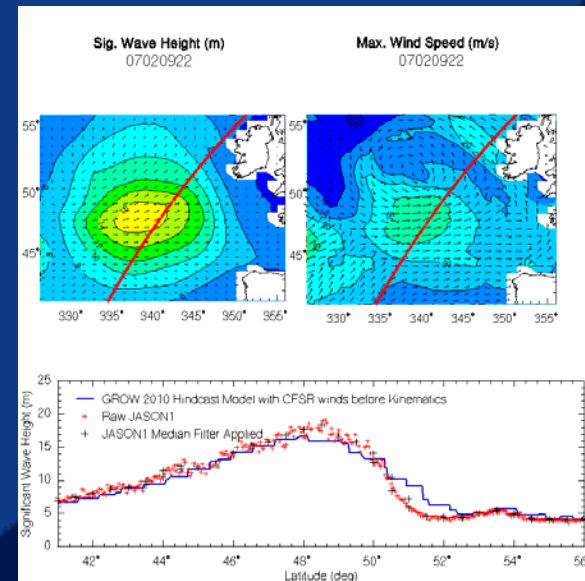 Sig. Wave Height (m)
07020922
Max. Wind Speed (m/s)
07020922
55°
50°
45°
330° 335° 340° 345° 350° 355°
55°
50°
45°
330° 335° 340° 345° 350° 355°
Significant Wave Height (m)
25
20
15
10
5
0
GROW 2010 Hindcast Model with CFSR winds before Kinematics
Raw JASON1
JASON1 Median Filter Applied
42° 44° 46° 48° 50° 52° 54° 56
Latitude (deg)